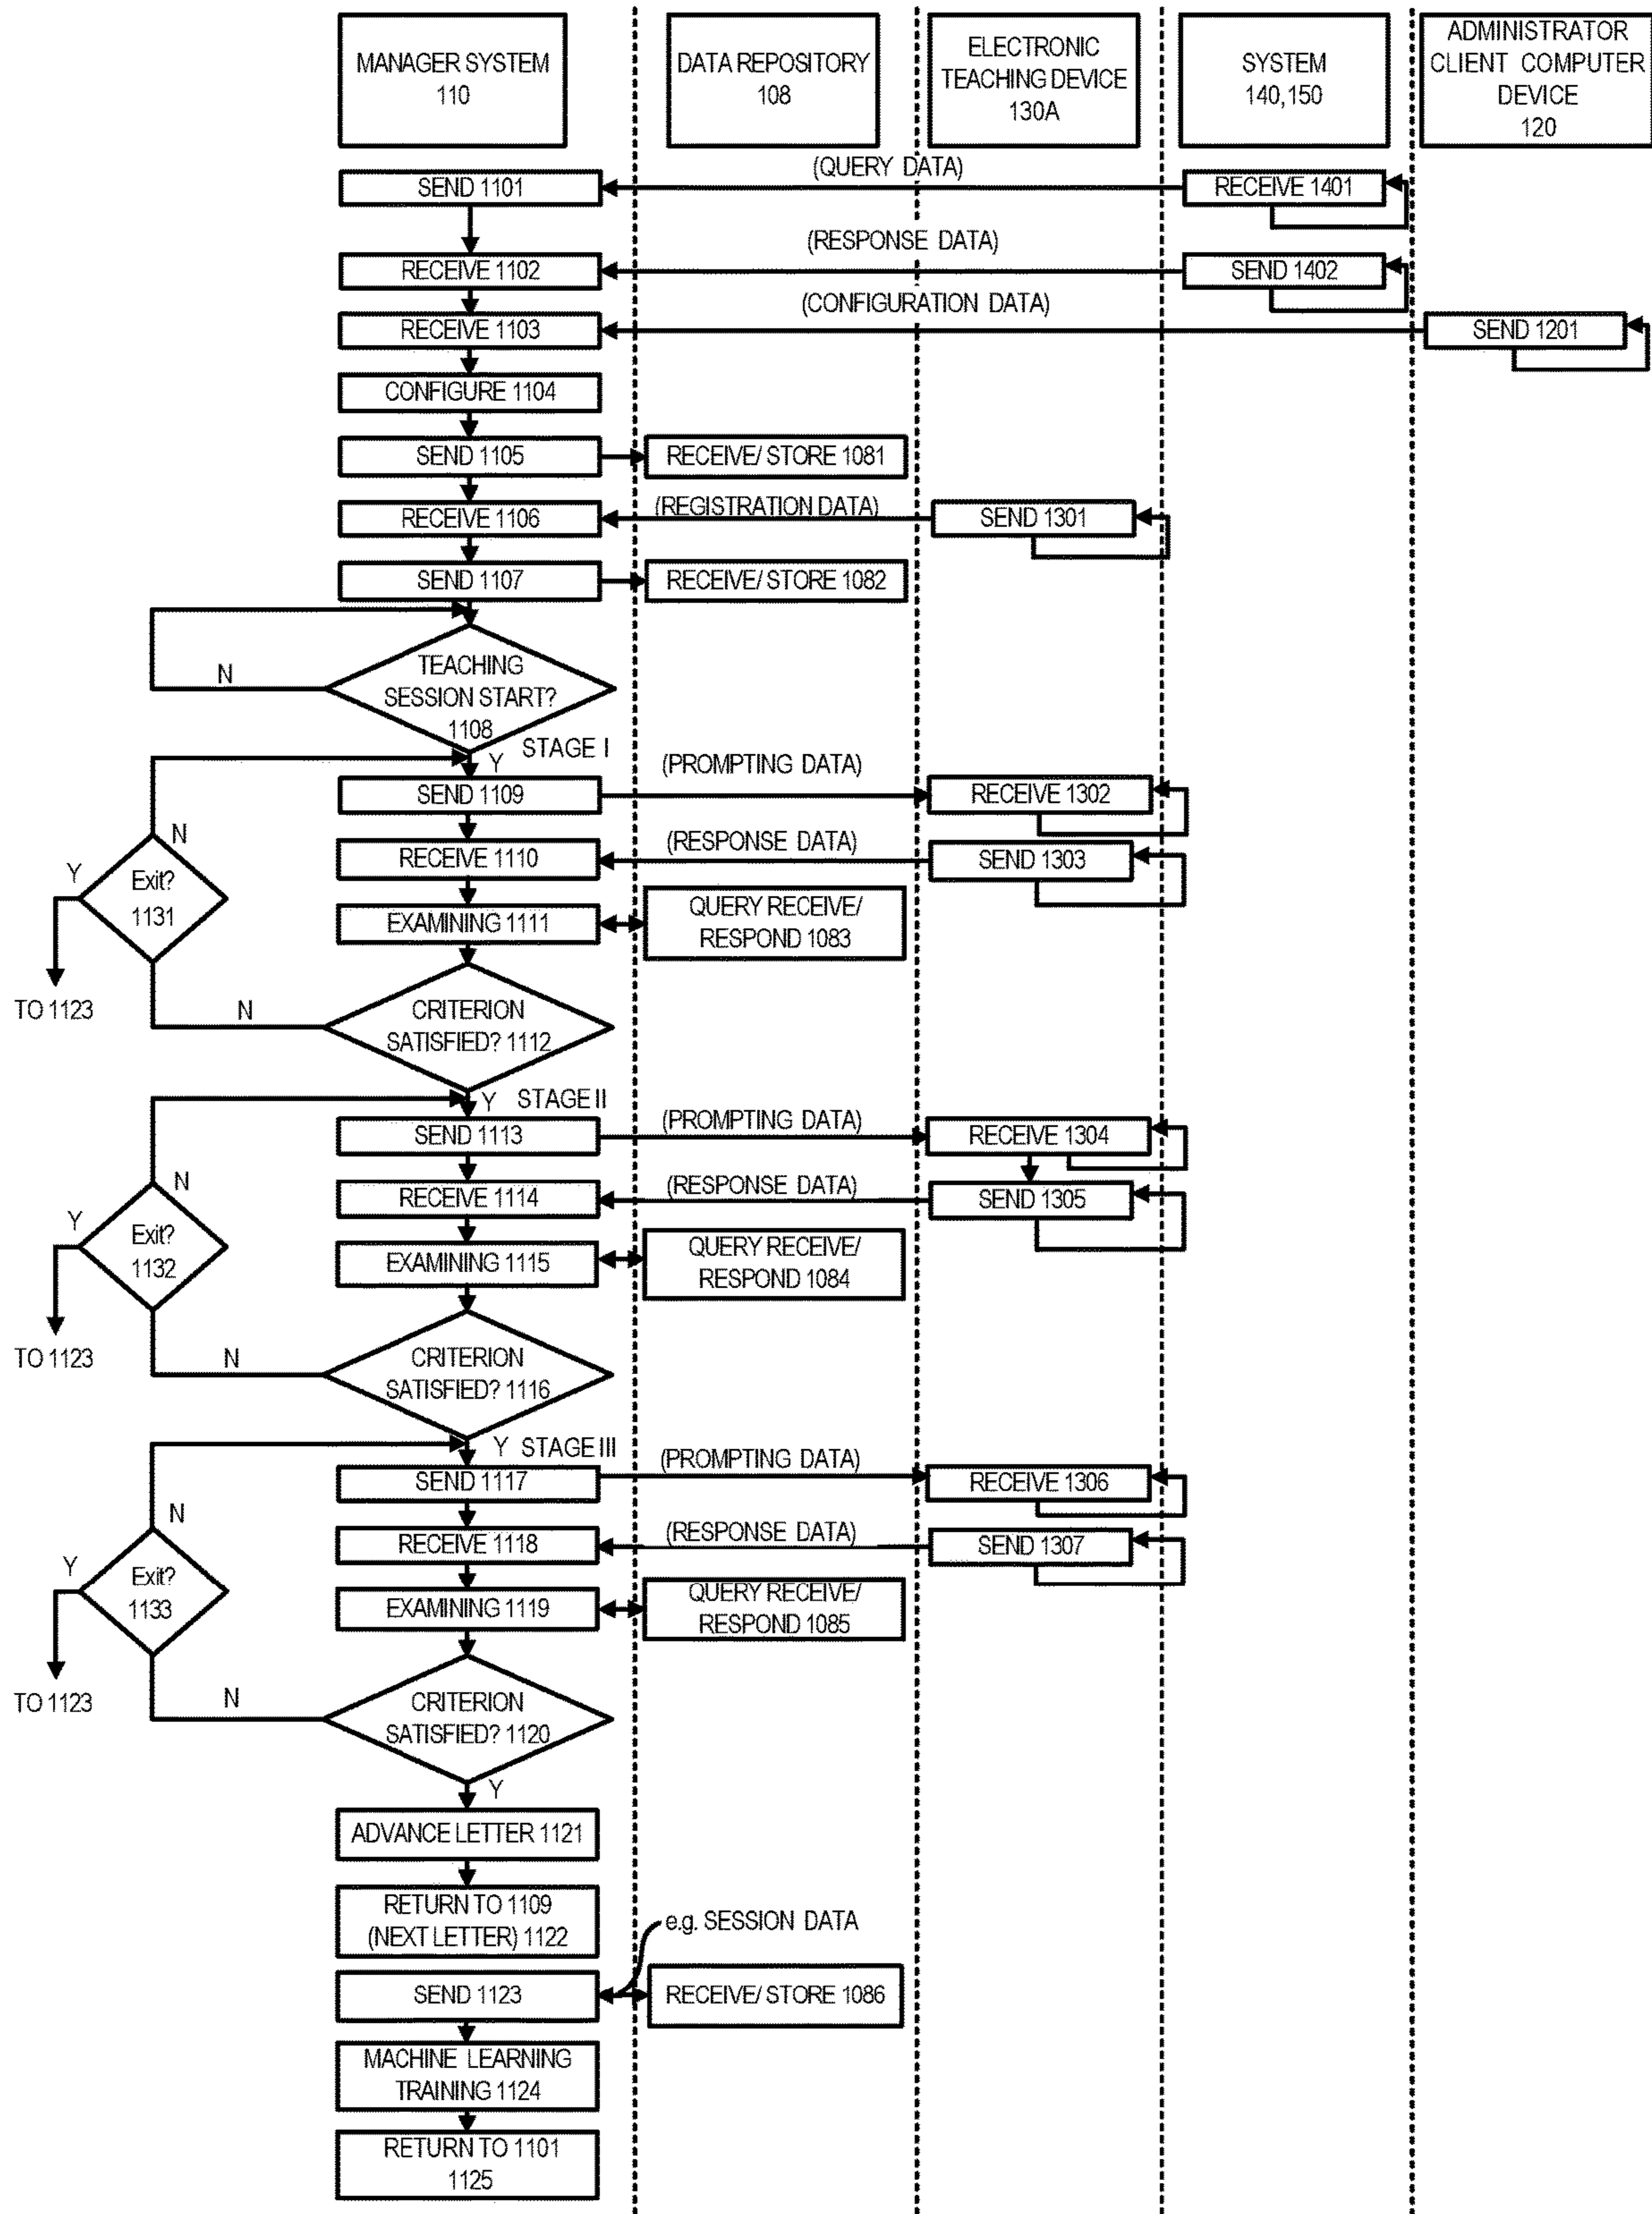 MANAGER SYSTEM
110
DATA REPOSITORY
108
ELECTRONIC
TEACHING DEVICE
130A
SYSTEM
140,150
ADMINISTRATOR
CLIENT COMPUTER
DEVICE
120
(QUERY DATA)
SEND 1101
RECEIVE 1401
(RESPONSE DATA)
RECEIVE 1102
SEND 1402
(CONFIGURATION DATA)
RECEIVE 1103
SEND 1201
CONFIGURE 1104
SEND 1105
RECEIVE/ STORE 1081
(REGISTRATION DATA)
RECEIVE 1106
SEND 1301
SEND 1107
RECEIVE/ STORE 1082
N
TEACHING
SESSION START?
1108
Y
STAGE I
(PROMPTING DATA)
SEND 1109
RECEIVE 1302
N
(RESPONSE DATA)
RECEIVE 1110
SEND 1303
Y
Exit?
1131
EXAMINING 1111
QUERY RECEIVE/
RESPOND 1083
TO 1123
N
CRITERION
SATISFIED? 1112
Y
STAGE II
(PROMPTING DATA)
SEND 1113
RECEIVE 1304
N
(RESPONSE DATA)
RECEIVE 1114
SEND 1305
Y
Exit?
1132
EXAMINING 1115
QUERY RECEIVE/
RESPOND 1084
TO 1123
N
CRITERION
SATISFIED? 1116
Y
STAGE III
(PROMPTING DATA)
SEND 1117
RECEIVE 1306
N
(RESPONSE DATA)
RECEIVE 1118
SEND 1307
Y
Exit?
1133
EXAMINING 1119
QUERY RECEIVE/
RESPOND 1085
TO 1123
N
CRITERION
SATISFIED? 1120
Y
ADVANCE LETTER 1121
RETURN TO 1109
(NEXT LETTER) 1122
e.g. SESSION DATA
SEND 1123
RECEIVE/ STORE 1086
MACHINE LEARNING
TRAINING 1124
RETURN TO 1101
1125